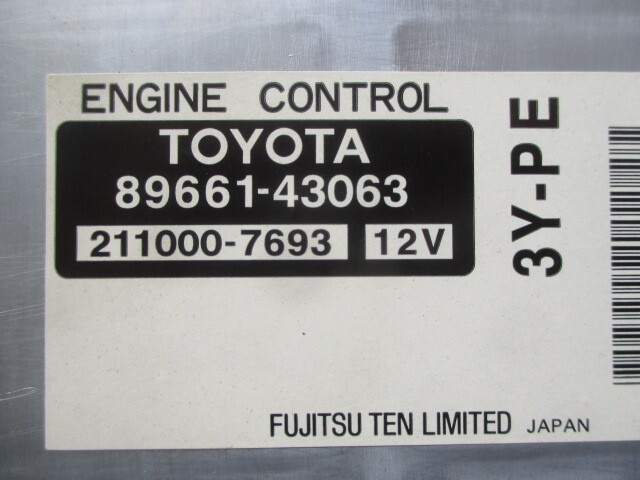 ENGINE CONTROL
TOYOTA
89661-43063
211000-7693 12V
3Y-PE
FUJITSU TEN LIMITED JAPAN